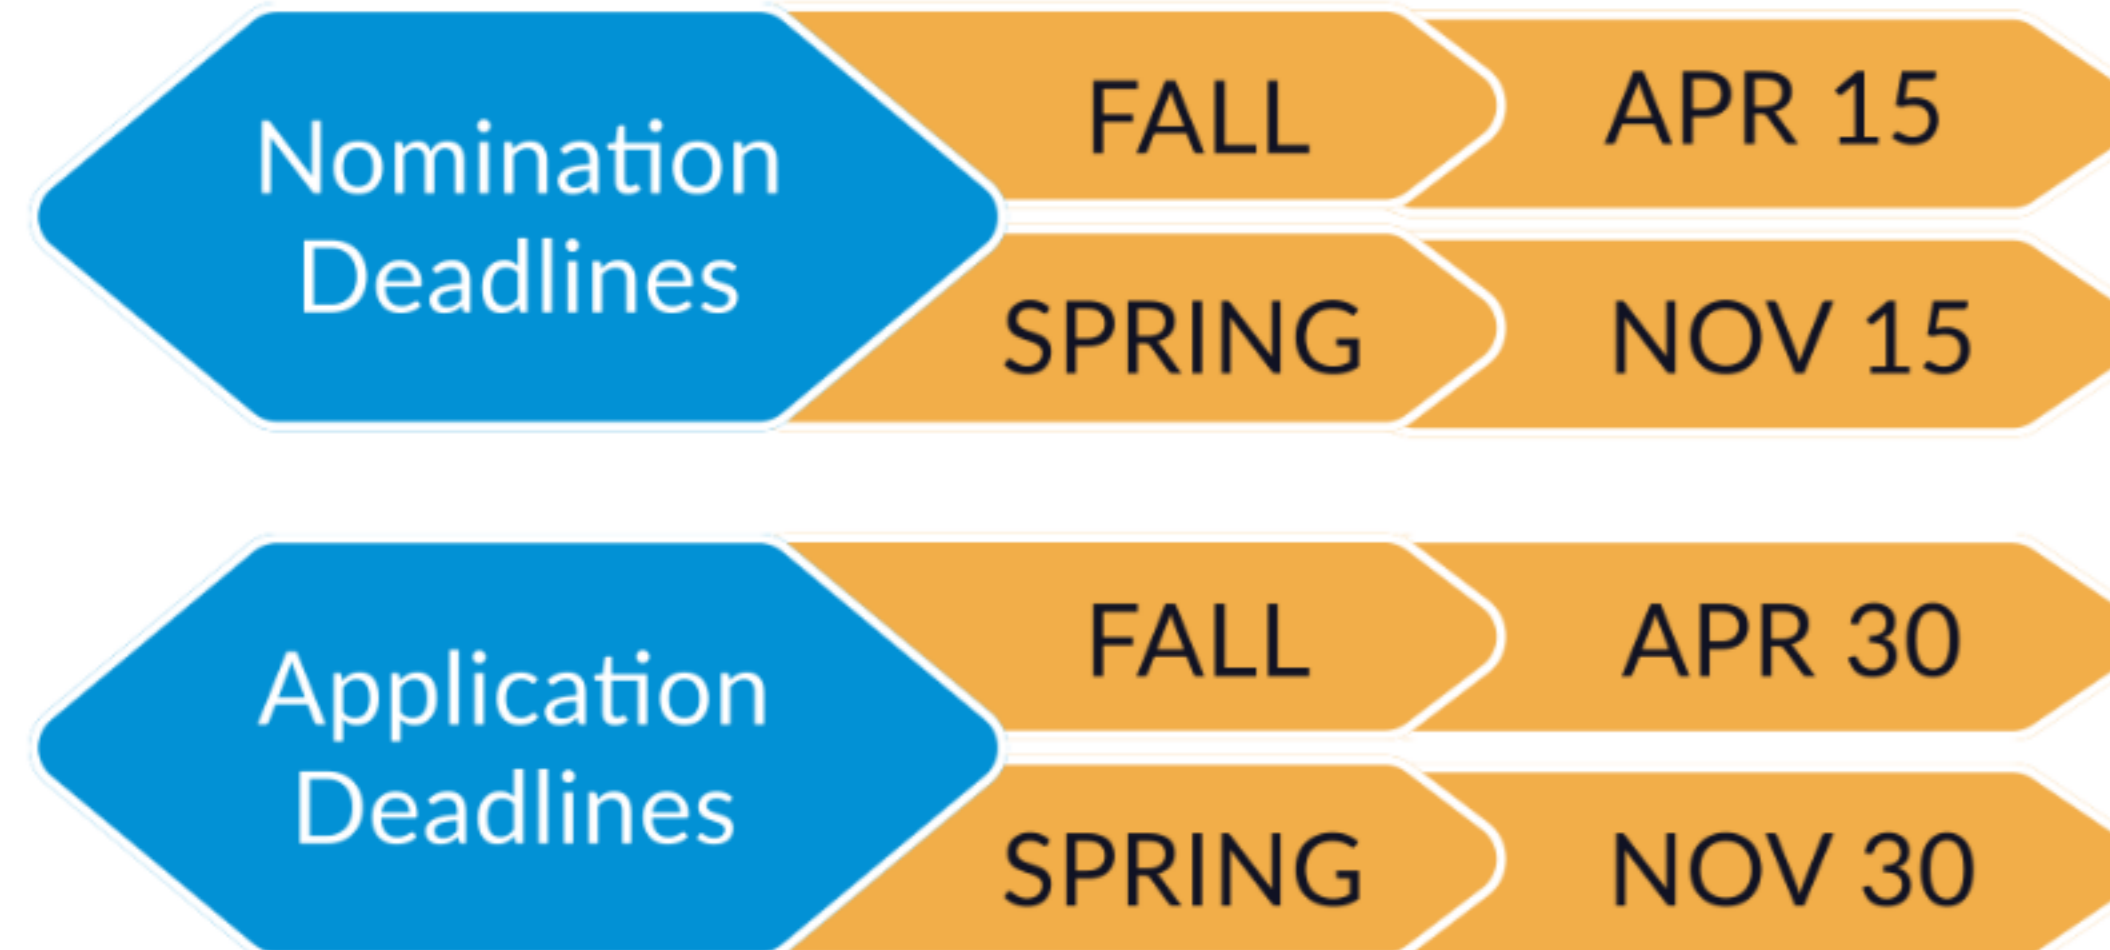 Nomination
Deadlines
FALL
APR 15
SPRING
NOV 15
Application
Deadlines
FALL
APR 30
SPRING
NOV 30